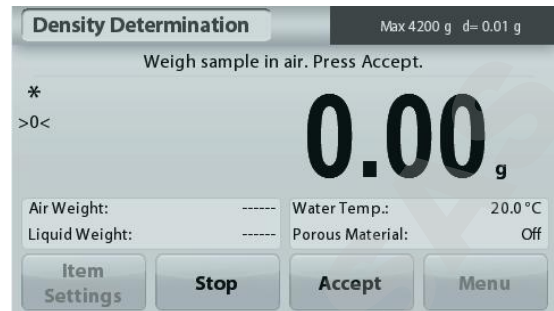 Density Determination
Max 4200 g d= 0.01 g
Weigh sample in air. Press Accept.
*
>0<
0.00 g
Air Weight: ------ Water Temp.: 20.0 °C
Liquid Weight: ------ Porous Material: Off
Item Settings
Stop
Accept
Menu